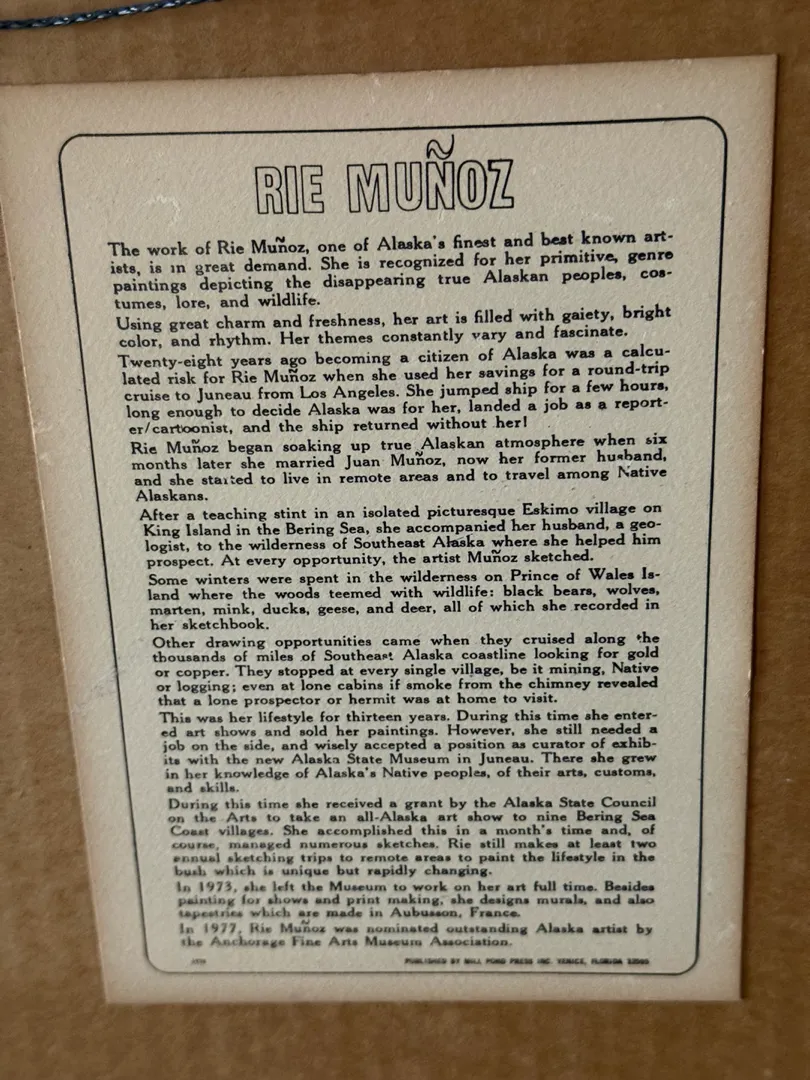 RIE MUÑOZ
The work of Rie Muñoz, one of Alaska's finest and best known art-
ists, is in great demand. She is recognized for her primitive, genre
paintings depicting the disappearing true Alaskan peoples, cos-
tumes, lore, and wildlife.
Using great charm and freshness, her art is filled with gaiety, bright
color, and rhythm. Her themes constantly vary and fascinate.
Twenty-eight years ago becoming a citizen of Alaska was a calcu-
lated risk for Rie Muñoz when she used her savings for a round-trip
cruise to Juneau from Los Angeles. She jumped ship for a few hours,
long enough to decide Alaska was for her, landed a job as a report-
er/cartoonist, and the ship returned without her!
Rie Muñoz began soaking up true Alaskan atmosphere when six
months later she married Juan Muñoz, now her former husband,
and she started to live in remote areas and to travel among Native
Alaskans.
After a teaching stint in an isolated picturesque Eskimo village on
King Island in the Bering Sea, she accompanied her husband, a geo-
logist, to the wilderness of Southeast Alaska where she helped him
prospect. At every opportunity, the artist Muñoz sketched.
Some winters were spent in the wilderness on Prince of Wales Is-
land where the woods teemed with wildlife: black bears, wolves,
marten, mink, ducks, geese, and deer, all of which she recorded in
her sketchbook.
Other drawing opportunities came when they cruised along the
thousands of miles of Southeast Alaska coastline looking for gold
or copper. They stopped at every single village, be it mining, Native
or logging; even at lone cabins if smoke from the chimney revealed
that a lone prospector or hermit was at home to visit.
This was her lifestyle for thirteen years. During this time she enter-
ed art shows and sold her paintings. However, she still needed a
job on the side, and wisely accepted a position as curator of exhib-
its with the new Alaska State Museum in Juneau. There she grew
in her knowledge of Alaska's Native peoples, of their arts, customs,
and skills.
During this time she received a grant by the Alaska State Council
on the Arts to take an all-Alaska art show to nine Bering Sea
Coast villages. She accomplished this in a month's time and, of
course, managed numerous sketches. Rie still makes at least two
annual sketching trips to remote areas to paint the lifestyle in the
bush which is unique but rapidly changing.
In 1973, she left the Museum to work on her art full time. Besides
painting for shows and print making, she designs murals, and also
tapestries which are made in Aubusson, France.
In 1977, Rie Muñoz was nominated outstanding Alaska artist by
the Anchorage Fine Arts Museum Association.
PUBLISHED BY MILL POND PRESS INC. VENICE, FLORIDA